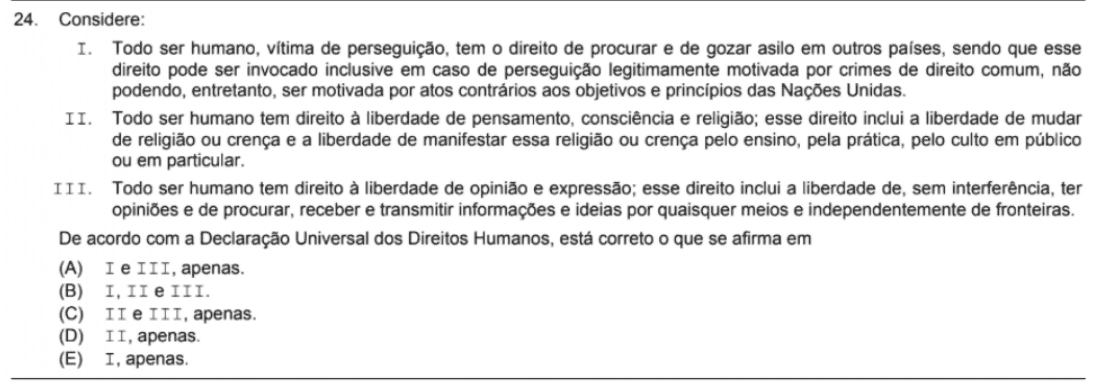 24. Considere:
I. Todo ser humano, vítima de perseguição, tem o direito de procurar e de gozar asilo em outros países, sendo que esse
direito pode ser invocado inclusive em caso de perseguição legitimamente motivada por crimes de direito comum, não
podendo, entretanto, ser motivada por atos contrários aos objetivos e princípios das Nações Unidas.
II. Todo ser humano tem direito à liberdade de pensamento, consciência e religião; esse direito inclui a liberdade de mudar
de religião ou crença e a liberdade de manifestar essa religião ou crença pelo ensino, pela prática, pelo culto em público
ou em particular.
III. Todo ser humano tem direito à liberdade de opinião e expressão; esse direito inclui a liberdade de, sem interferência, ter
opiniões e de procurar, receber e transmitir informações e ideias por quaisquer meios e independentemente de fronteiras.
De acordo com a Declaração Universal dos Direitos Humanos, está correto o que se afirma em
(A) I e III, apenas.
(B) I, II e III.
(C) II e III, apenas.
(D) II, apenas.
(E) I, apenas.